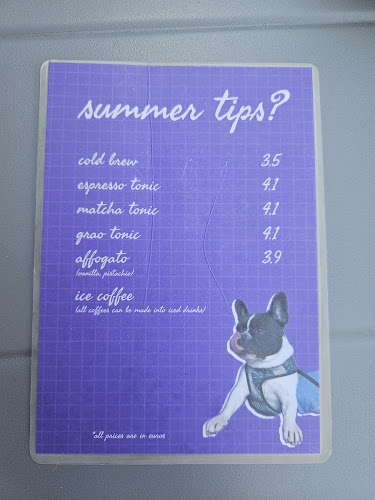 summer tips?
cold brew 3.5
espresso tonic 4.1
matcha tonic 4.1
grao tonic 4.1
affogato 3.9
(vanilla, pistachio)
ice coffee
(all coffees can be made into iced drinks)
*all prices are in euros